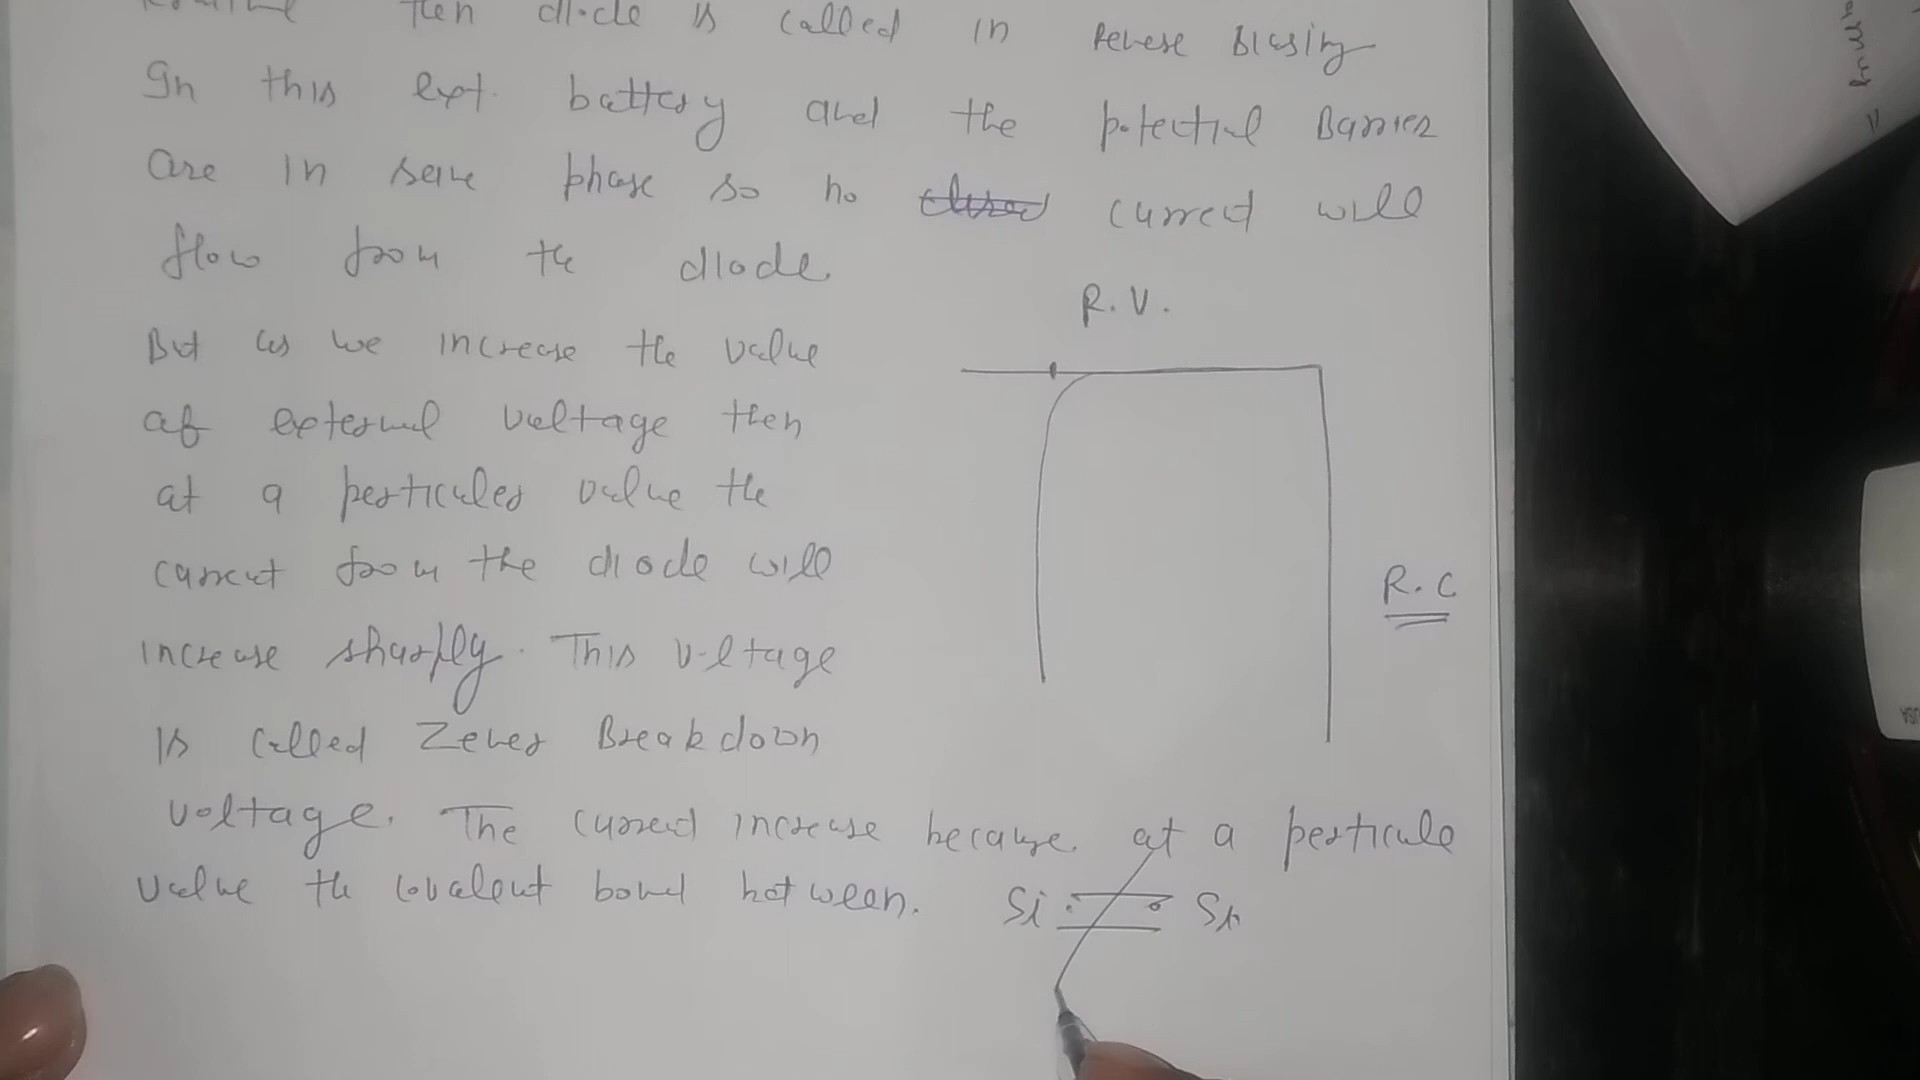 then diode is called in Reverse Biasing
In this ext. battery and the potential Barrier
are in same phase so no current will
flow from the diode.
But as we increase the value
of external voltage then
at a perticuler value the
current from the diode will
increase sharply. This voltage
is called Zener Breakdown
voltage. The current increase because at a perticule
value the covalent bond between. Si Si
R.V.
R.C